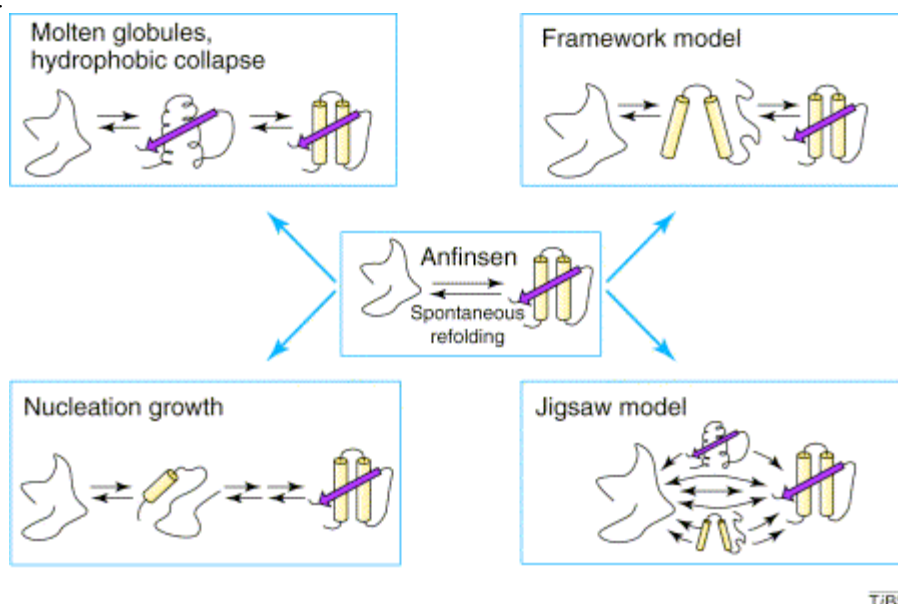 Molten globules,
hydrophobic collapse
Framework model
Anfinsen
Spontaneous
refolding
Nucleation growth
Jigsaw model